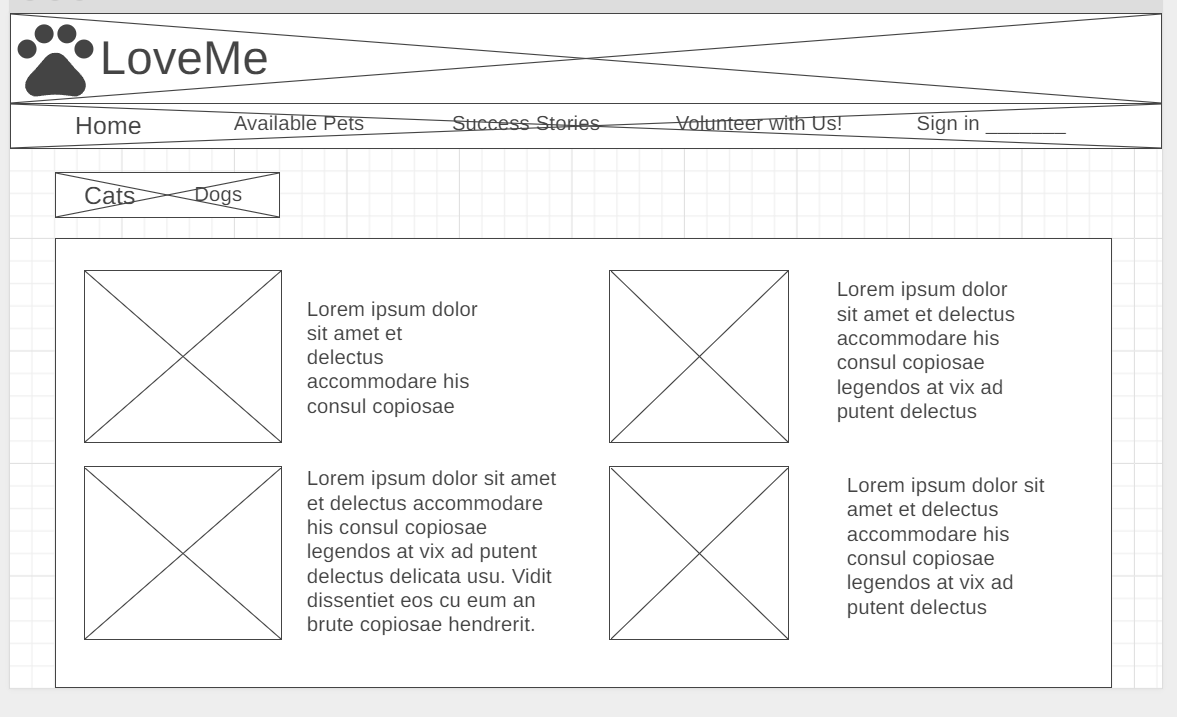 LoveMe
Home Available Pets Success Stories Volunteer with Us! Sign in _______
Cats Dogs
Lorem ipsum dolor
sit amet et
delectus
accommodare his
consul copiosae
Lorem ipsum dolor
sit amet et delectus
accommodare his
consul copiosae
legendos at vix ad
putent delectus
Lorem ipsum dolor sit amet
et delectus accommodare
his consul copiosae
legendos at vix ad putent
delectus delicata usu. Vidit
dissentiet eos cu eum an
brute copiosae hendrerit.
Lorem ipsum dolor sit
amet et delectus
accommodare his
consul copiosae
legendos at vix ad
putent delectus